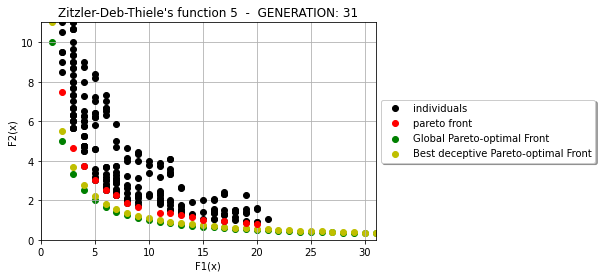 Zitzler-Deb-Thiele's function 5 - GENERATION: 31
10
8
6
4
2
0
F2(x)
0 5 10 15 20 25 30
F1(x)
individuals
pareto front
Global Pareto-optimal Front
Best deceptive Pareto-optimal Front